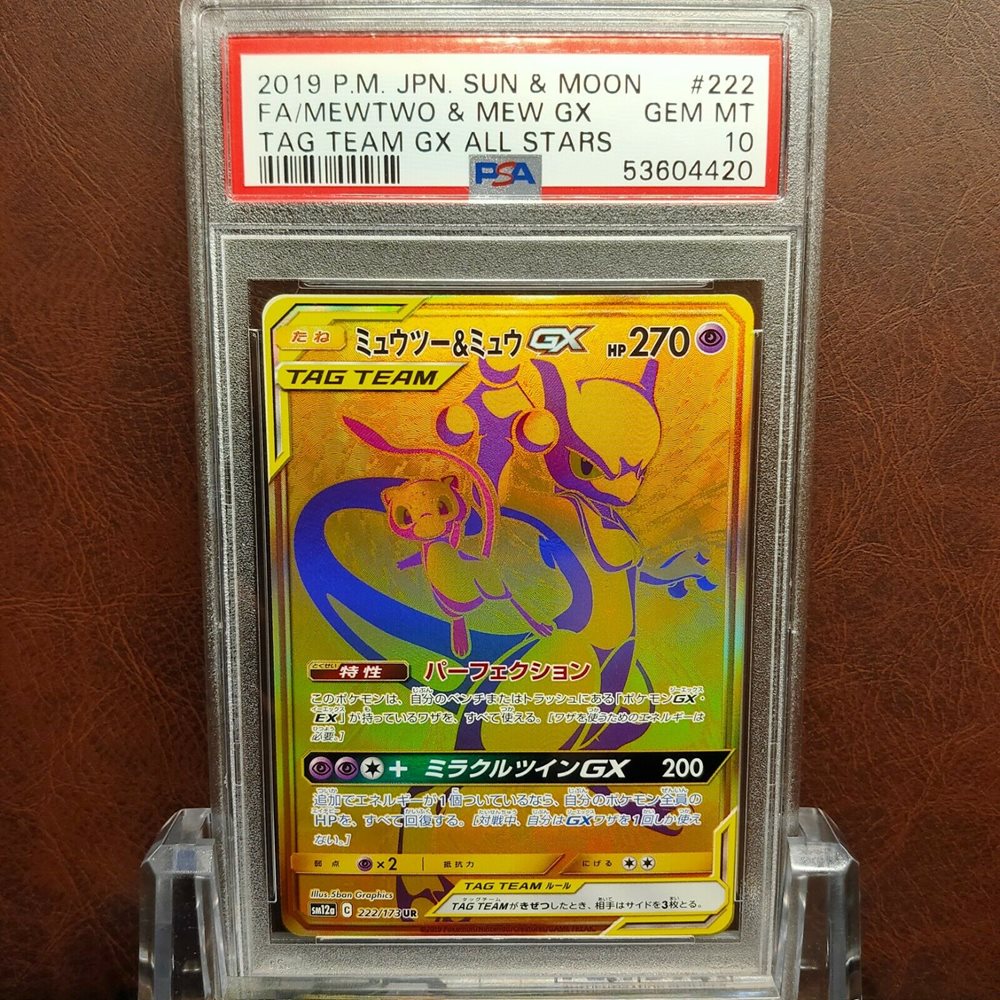 2019 P.M. JPN. SUN & MOON #222
FA/MEWTWO & MEW GX GEM MT
TAG TEAM GX ALL STARS 10
PSA 53604420
たね ミュウツー&ミュウGX HP270
TAG TEAM
とくせい
特性 パーフェクション
このポケモンは、自分のベンチまたはトラッシュにある「ポケモンGX・
EX」が持っているワザを、すべて使える。[ワザを使うためのエネルギーは
必要。]
+ ミラクルツインGX 200
追加でエネルギーが1個ついているなら、自分のポケモン全員の
HPを、すべて回復する。[対戦中、自分はGXワザを1回しか使え
ない。]
弱点 ×2 抵抗力 にげる
Illus. 5ban Graphics
TAG TEAM ルール
sm12a C 222/173 UR
TAG TEAMがきぜつしたとき、相手はサイドを3枚とる。